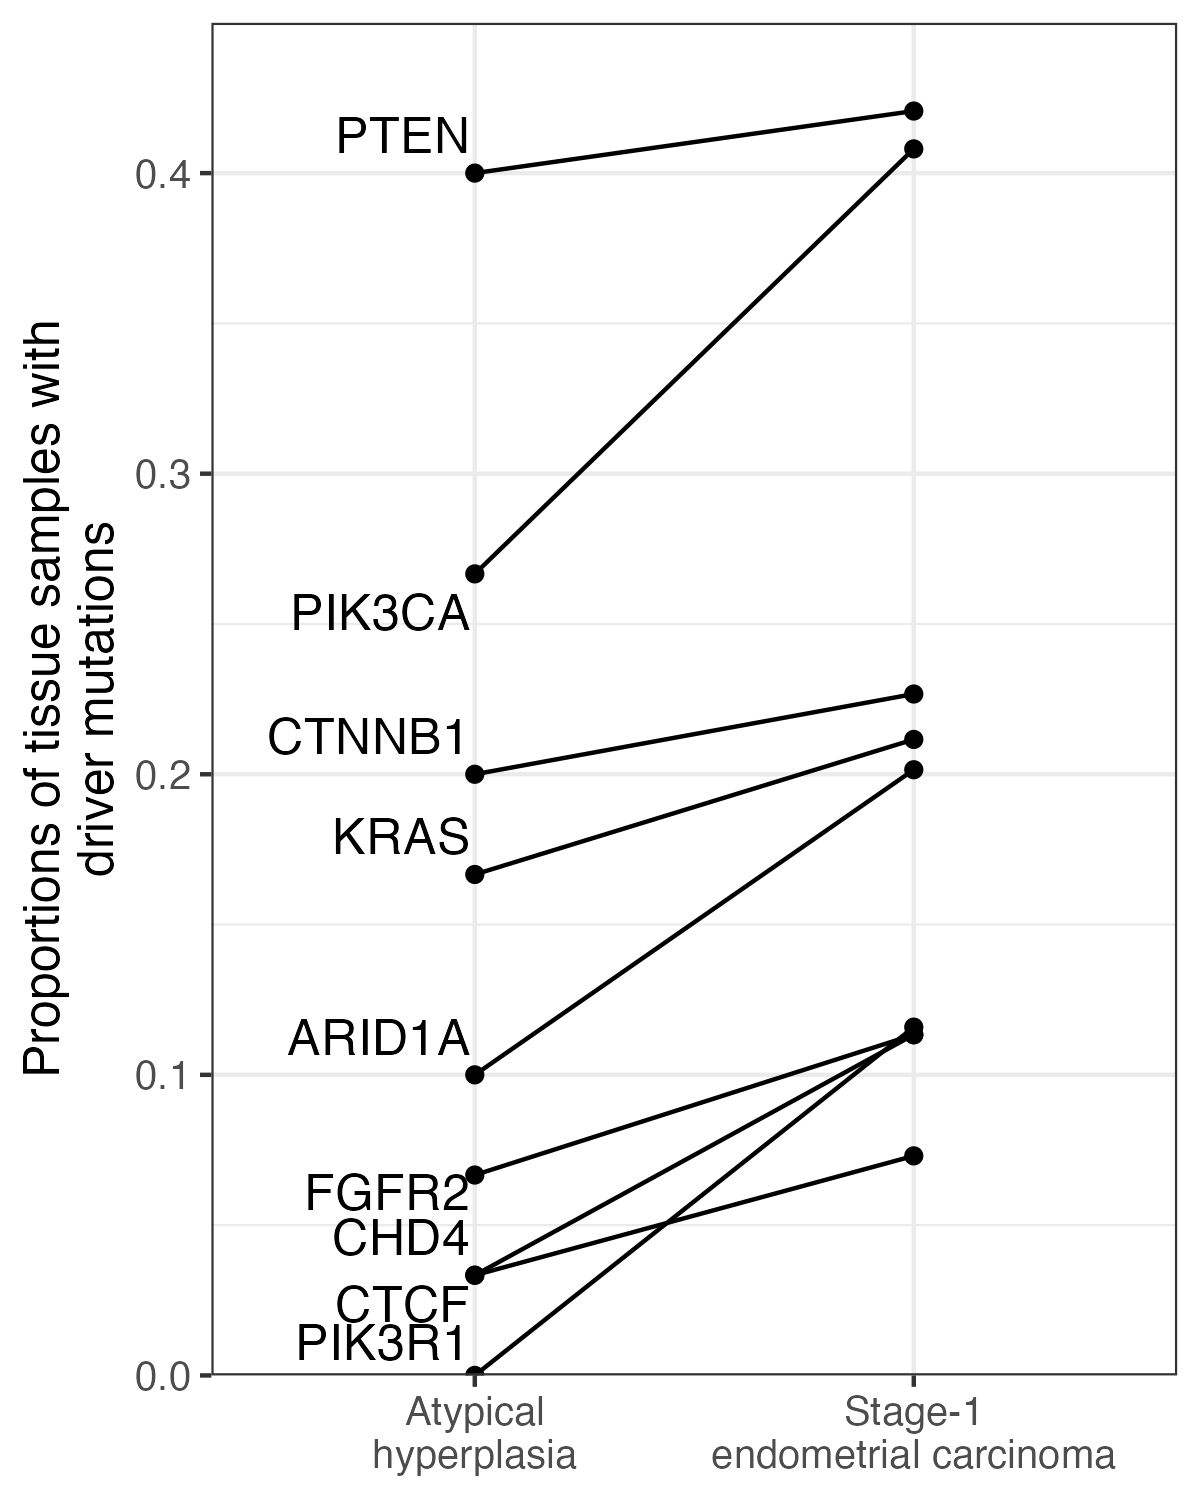 Proportions of tissue samples with
driver mutations
0.4
0.3
0.2
0.1
0.0
PTEN
PIK3CA
CTNNB1
KRAS
ARID1A
FGFR2
CHD4
CTCF
PIK3R1
Atypical
hyperplasia
Stage-1
endometrial carcinoma